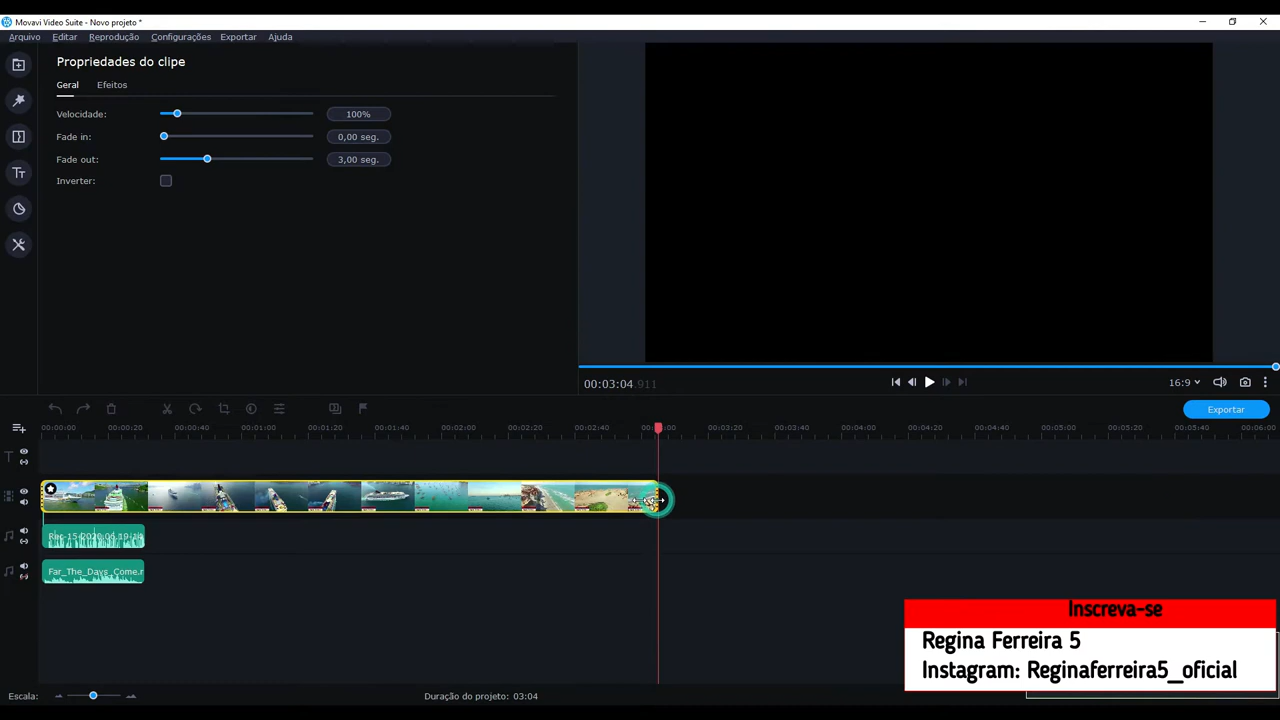 Movavi Video Suite - Novo projeto *
Arquivo Editar Reprodução Configurações Exportar Ajuda
Propriedades do clipe
Geral Efeitos
Velocidade: 100%
Fade in: 0,00 seg.
Fade out: 3,00 seg.
Inverter:
00:03:04.911
16:9
Exportar
00:00:00 00:00:20 00:00:40 00:01:00 00:01:20 00:01:40 00:02:00 00:02:20 00:02:40 00:03:20 00:03:40 00:04:00 00:04:20 00:04:40 00:05:00 00:05:20 00:05:40 00:06:00
Far_The_Days_Come.
Inscreva-se
Regina Ferreira 5
Instagram: Reginaferreira5_oficial
Escala:
Duração do projeto: 03:04